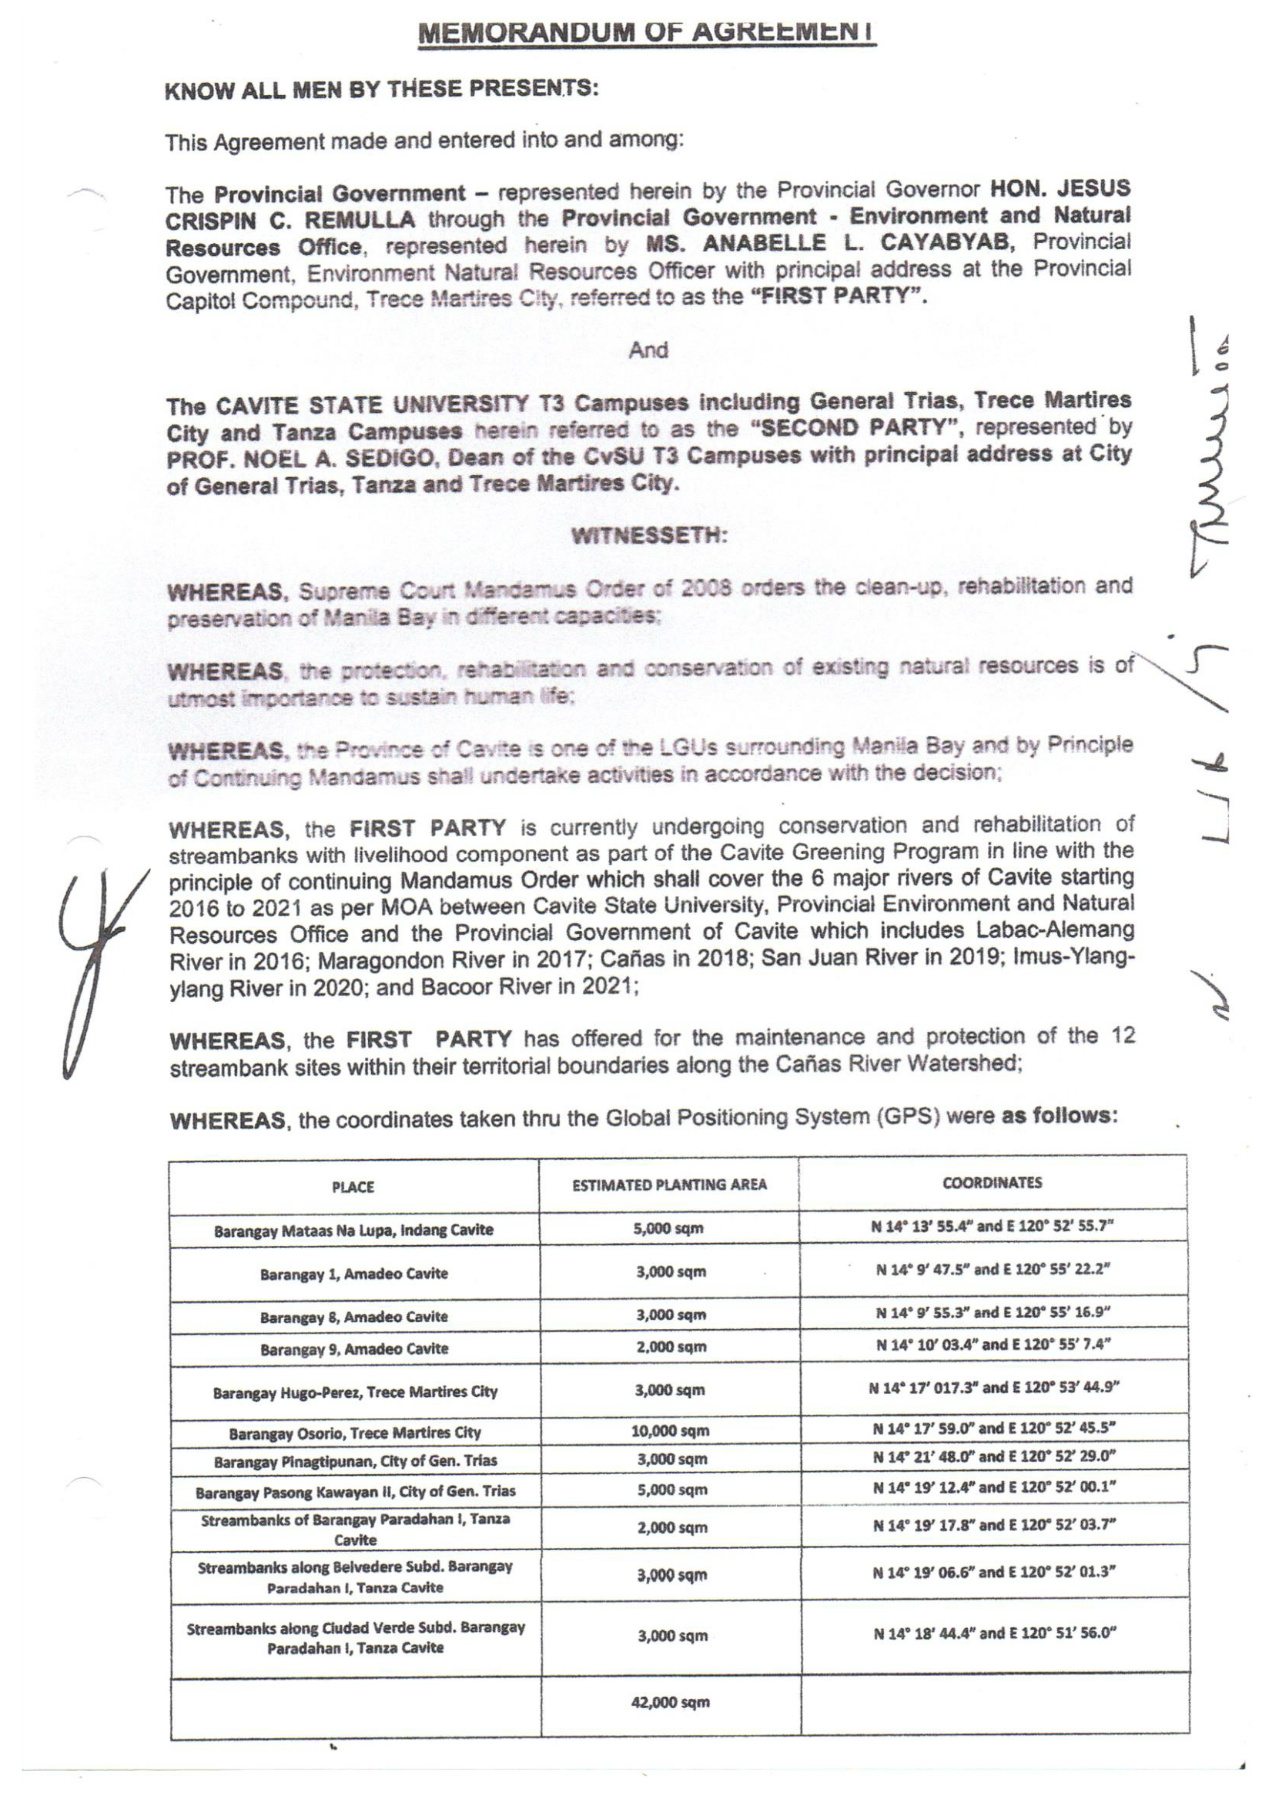 MEMORANDUM OF AGREEMENT
KNOW ALL MEN BY THESE PRESENTS:
This Agreement made and entered into and among:
The Provincial Government – represented herein by the Provincial Governor HON. JESUS
CRISPIN C. REMULLA through the Provincial Government - Environment and Natural
Resources Office, represented herein by MS. ANABELLE L. CAYABYAB, Provincial
Government, Environment Natural Resources Officer with principal address at the Provincial
Capitol Compound, Trece Martires City, referred to as the “FIRST PARTY”.
And
The CAVITE STATE UNIVERSITY T3 Campuses including General Trias, Trece Martires
City and Tanza Campuses herein referred to as the “SECOND PARTY”, represented by
PROF. NOEL A. SEDIGO, Dean of the CvSU T3 Campuses with principal address at City
of General Trias, Tanza and Trece Martires City.
WITNESSETH:
WHEREAS, Supreme Court Mandamus Order of 2008 orders the clean-up, rehabilitation and
preservation of Manila Bay in different capacities;
WHEREAS, the protection, rehabilitation and conservation of existing natural resources is of
utmost importance to sustain human life;
WHEREAS, the Province of Cavite is one of the LGUs surrounding Manila Bay and by Principle
of Continuing Mandamus shall undertake activities in accordance with the decision;
WHEREAS, the FIRST PARTY is currently undergoing conservation and rehabilitation of
streambanks with livelihood component as part of the Cavite Greening Program in line with the
principle of continuing Mandamus Order which shall cover the 6 major rivers of Cavite starting
2016 to 2021 as per MOA between Cavite State University, Provincial Environment and Natural
Resources Office and the Provincial Government of Cavite which includes Labac-Alemang
River in 2016; Maragondon River in 2017; Cañas in 2018; San Juan River in 2019; Imus-Ylang-
ylang River in 2020; and Bacoor River in 2021;
WHEREAS, the FIRST PARTY has offered for the maintenance and protection of the 12
streambank sites within their territorial boundaries along the Cañas River Watershed;
WHEREAS, the coordinates taken thru the Global Positioning System (GPS) were as follows:
PLACE ESTIMATED PLANTING AREA COORDINATES
Barangay Mataas Na Lupa, Indang Cavite 5,000 sqm N 14° 13’ 55.4” and E 120° 52’ 55.7”
Barangay 1, Amadeo Cavite 3,000 sqm N 14° 9’ 47.5” and E 120° 55’ 22.2”
Barangay 8, Amadeo Cavite 3,000 sqm N 14° 9’ 55.3” and E 120° 55’ 16.9”
Barangay 9, Amadeo Cavite 2,000 sqm N 14° 10’ 03.4” and E 120° 55’ 7.4”
Barangay Hugo-Perez, Trece Martires City 3,000 sqm N 14° 17’ 017.3” and E 120° 53’ 44.9”
Barangay Osorio, Trece Martires City 10,000 sqm N 14° 17’ 59.0” and E 120° 52’ 45.5”
Barangay Pinagtipunan, City of Gen. Trias 3,000 sqm N 14° 21’ 48.0” and E 120° 52’ 29.0”
Barangay Pasong Kawayan II, City of Gen. Trias 5,000 sqm N 14° 19’ 12.4” and E 120° 52’ 00.1”
Streambanks of Barangay Paradahan I, Tanza
Cavite 2,000 sqm N 14° 19’ 17.8” and E 120° 52’ 03.7”
Streambanks along Belvedere Subd. Barangay
Paradahan I, Tanza Cavite 3,000 sqm N 14° 19’ 06.6” and E 120° 52’ 01.3”
Streambanks along Ciudad Verde Subd. Barangay
Paradahan I, Tanza Cavite 3,000 sqm N 14° 18’ 44.4” and E 120° 51’ 56.0”
42,000 sqm